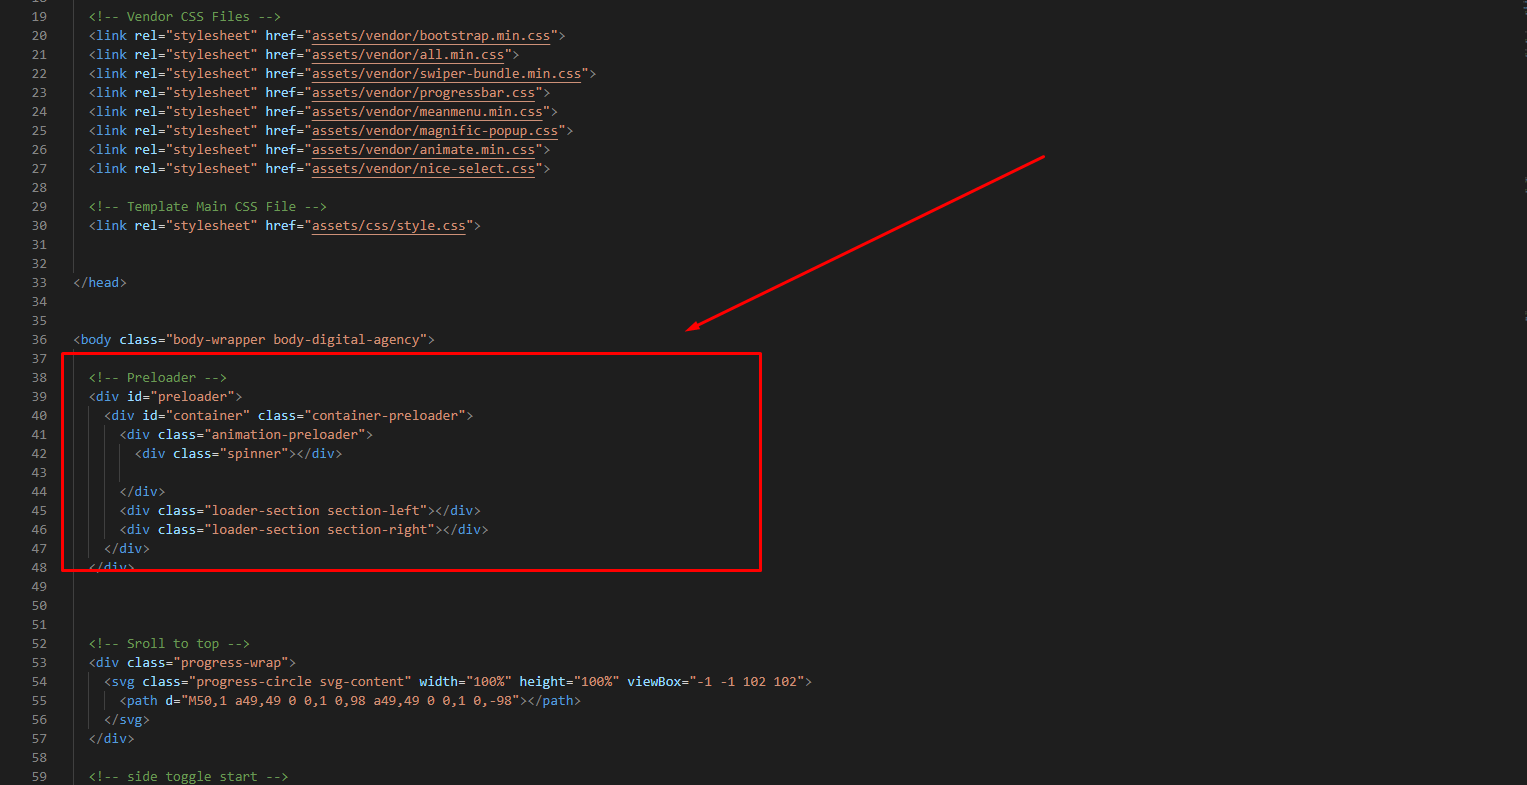 19 <!-- Vendor CSS Files -->
20 <link rel="stylesheet" href="assets/vendor/bootstrap.min.css">
21 <link rel="stylesheet" href="assets/vendor/all.min.css">
22 <link rel="stylesheet" href="assets/vendor/swiper-bundle.min.css">
23 <link rel="stylesheet" href="assets/vendor/progressbar.css">
24 <link rel="stylesheet" href="assets/vendor/meanmenu.min.css">
25 <link rel="stylesheet" href="assets/vendor/magnific-popup.css">
26 <link rel="stylesheet" href="assets/vendor/animate.min.css">
27 <link rel="stylesheet" href="assets/vendor/nice-select.css">
28
29 <!-- Template Main CSS File -->
30 <link rel="stylesheet" href="assets/css/style.css">
31
32
33 </head>
34
35
36 <body class="body-wrapper body-digital-agency">
37
38 <!-- Preloader -->
39 <div id="preloader">
40 <div id="container" class="container-preloader">
41 <div class="animation-preloader">
42 <div class="spinner"></div>
43
44 </div>
45 <div class="loader-section section-left"></div>
46 <div class="loader-section section-right"></div>
47 </div>
48 </div>
49
50
51
52 <!-- Sroll to top -->
53 <div class="progress-wrap">
54 <svg class="progress-circle svg-content" width="100%" height="100%" viewBox="-1 -1 102 102">
55 <path d="M50,1 a49,49 0 0,1 0,98 a49,49 0 0,1 0,-98"></path>
56 </svg>
57 </div>
58
59 <!-- side toggle start -->